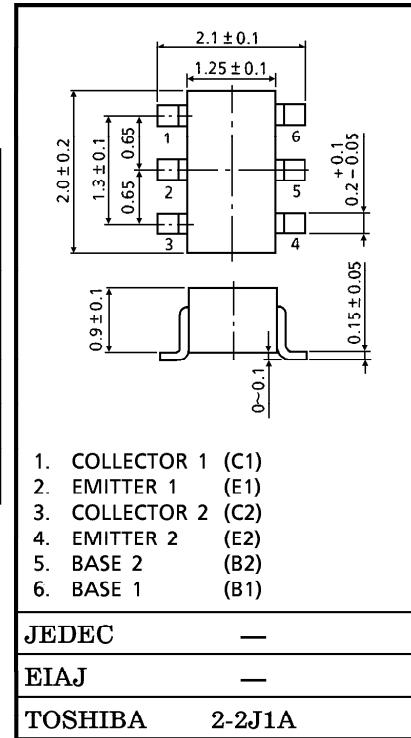 2.1±0.1
1.25±0.1
2.0±0.2
1.3±0.1
0.65
0.65
1
2
3
6
5
4
+0.1
0.2-0.05
0.9±0.1
0.15±0.05
0~0.1
1. COLLECTOR 1 (C1)
2. EMITTER 1 (E1)
3. COLLECTOR 2 (C2)
4. EMITTER 2 (E2)
5. BASE 2 (B2)
6. BASE 1 (B1)
JEDEC —
EIAJ —
TOSHIBA 2-2J1A